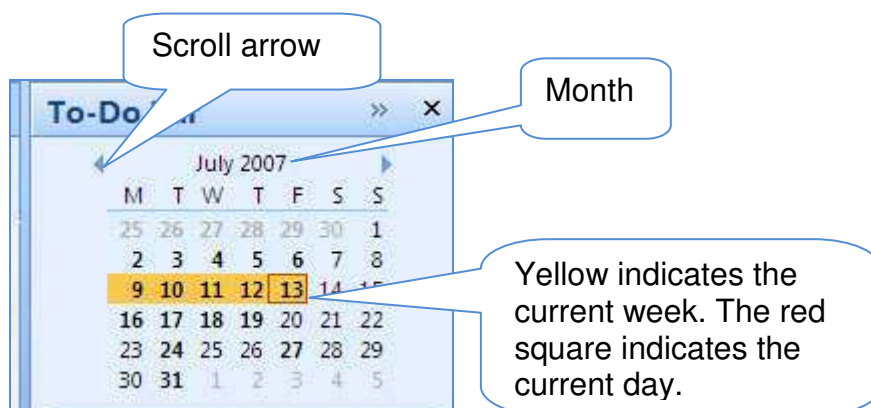 Scroll arrow
Month
To-Do
July 2007
M T W T F S S
25 26 27 28 29 30 1
2 3 4 5 6 7 8
9 10 11 12 13 14 15
16 17 18 19 20 21 22
23 24 25 26 27 28 29
30 31 1 2 3 4 5
Yellow indicates the
current week. The red
square indicates the
current day.